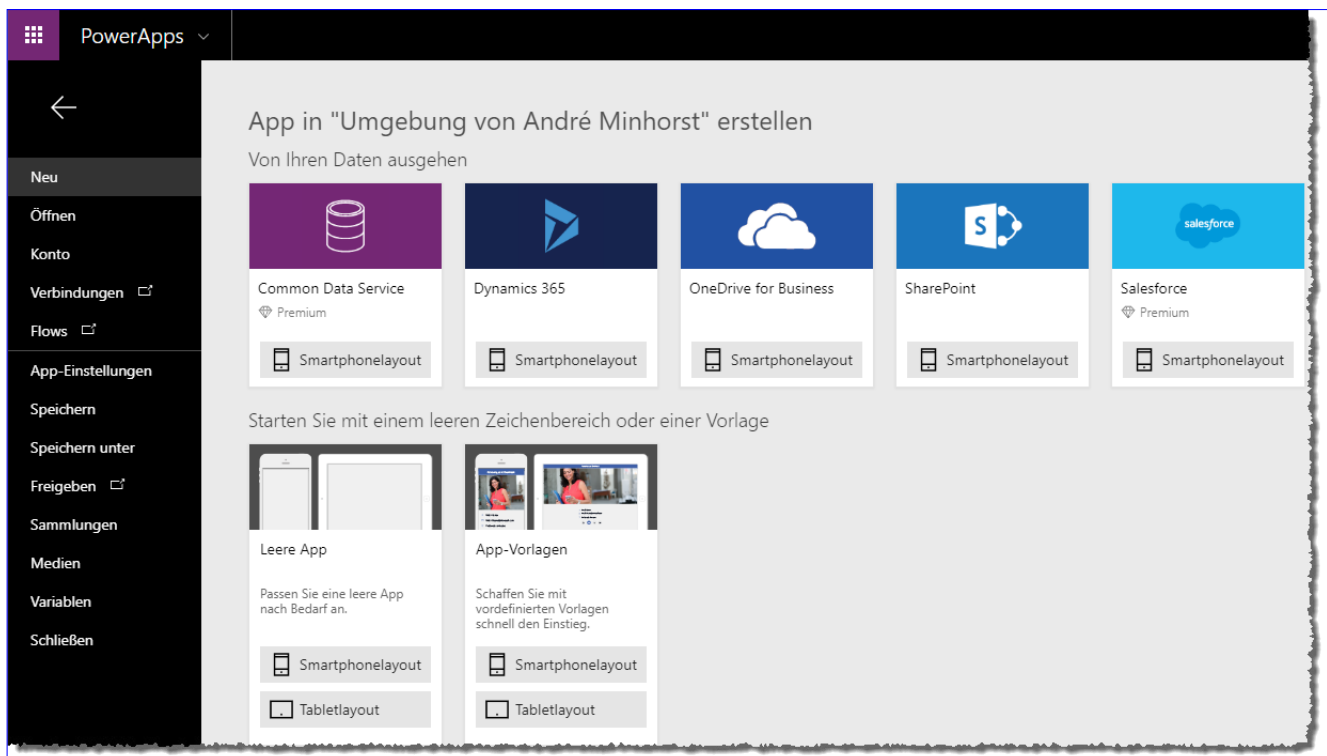 PowerApps
App in "Umgebung von André Minhorst" erstellen
Von Ihren Daten ausgehen
Neu
Öffnen
Konto
Verbindungen
Flows
App-Einstellungen
Speichern
Speichern unter
Freigeben
Sammlungen
Medien
Variablen
Schließen
S
salesforce
Common Data Service
Premium
Smartphonelayout
Dynamics 365
Smartphonelayout
OneDrive for Business
Smartphonelayout
SharePoint
Smartphonelayout
Salesforce
Premium
Smartphonelayout
Starten Sie mit einem leeren Zeichenbereich oder einer Vorlage
Leere App
Passen Sie eine leere App
nach Bedarf an.
Smartphonelayout
Tabletlayout
App-Vorlagen
Schaffen Sie mit
vordefinierten Vorlagen
schnell den Einstieg.
Smartphonelayout
Tabletlayout